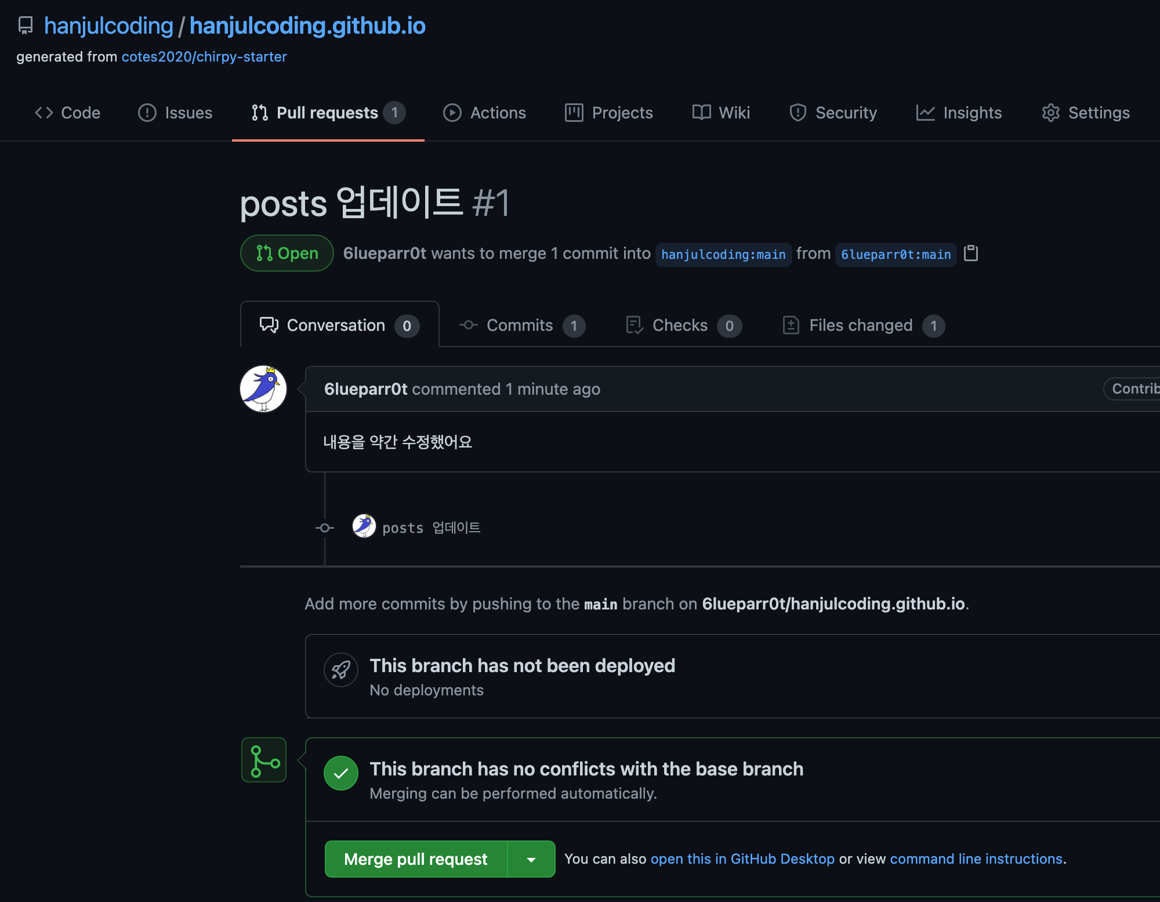 hanjulcoding / hanjulcoding.github.io
generated from cotes2020/chirpy-starter
Code Issues Pull requests 1 Actions Projects Wiki Security Insights Settings
posts 업데이트 #1
Open 6lueparr0t wants to merge 1 commit into hanjulcoding:main from 6lueparr0t:main
Conversation 0 Commits 1 Checks 0 Files changed 1
6lueparr0t commented 1 minute ago Contrib
내용을 약간 수정했어요
posts 업데이트
Add more commits by pushing to the main branch on 6lueparr0t/hanjulcoding.github.io.
This branch has not been deployed
No deployments
This branch has no conflicts with the base branch
Merging can be performed automatically.
Merge pull request You can also open this in GitHub Desktop or view command line instructions.